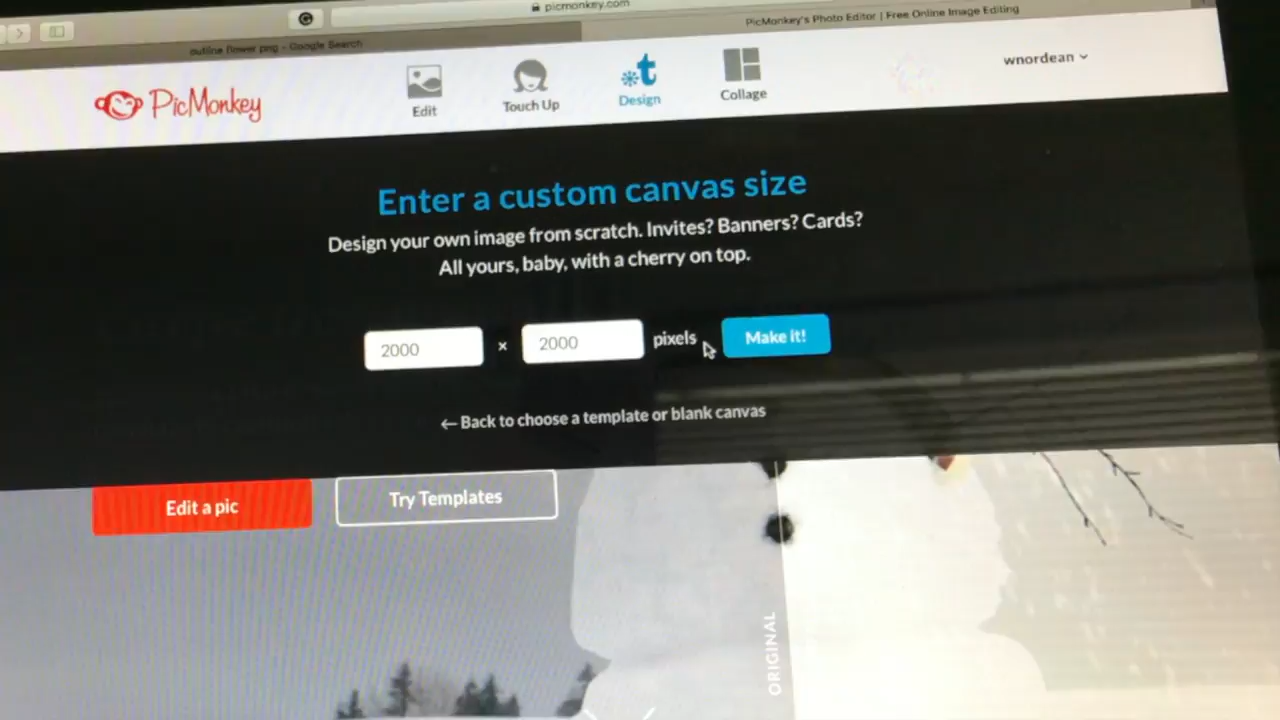 picmonkey.com
outline flower png - Google Search
PicMonkey's Photo Editor | Free Online Image Editing
PicMonkey
Edit
Touch Up
Design
Collage
wnordean
Enter a custom canvas size
Design your own image from scratch. Invites? Banners? Cards?
All yours, baby, with a cherry on top.
2000 × 2000 pixels Make it!
← Back to choose a template or blank canvas
Edit a pic
Try Templates
ORIGINAL